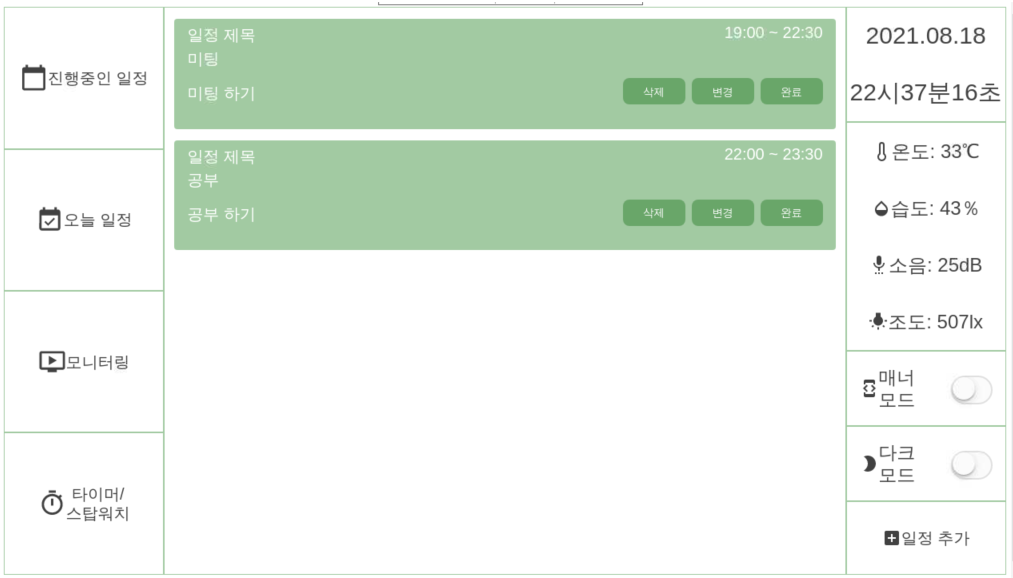 진행중인 일정
오늘 일정
모니터링
타이머/
스탑워치
일정 제목
19:00 ~ 22:30
미팅
미팅 하기
삭제
변경
완료
일정 제목
22:00 ~ 23:30
공부
공부 하기
삭제
변경
완료
2021.08.18
22시37분16초
온도: 33℃
습도: 43％
소음: 25dB
조도: 507lx
매너
모드
다크
모드
일정 추가